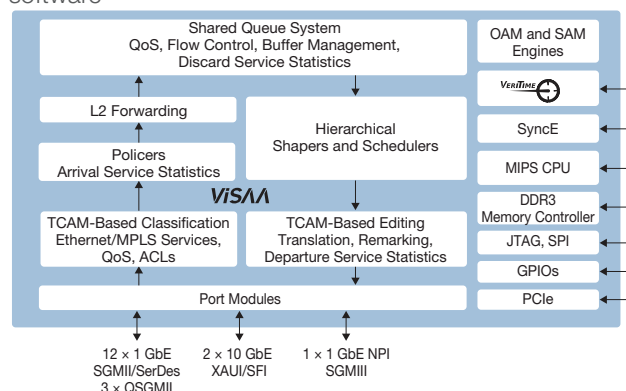 software
Shared Queue System
QoS, Flow Control, Buffer Management,
Discard Service Statistics
L2 Forwarding
Policers
Arrival Service Statistics
Hierarchical
Shapers and Schedulers
ViSAA
TCAM-Based Classification
Ethernet/MPLS Services,
QoS, ACLs
TCAM-Based Editing
Translation, Remarking,
Departure Service Statistics
Port Modules
OAM and SAM
Engines
VERITIME
SyncE
MIPS CPU
DDR3
Memory Controller
JTAG, SPI
GPIOs
PCIe
12 × 1 GbE
SGMII/SerDes
3 × QSGMII
2 × 10 GbE
XAUI/SFI
1 × 1 GbE NPI
SGMIII